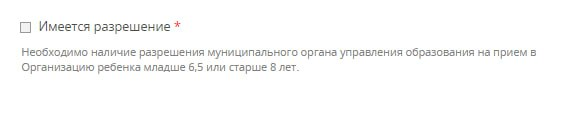 Имеется разрешение *
Необходимо наличие разрешения муниципального органа управления образования на прием в
Организацию ребенка младше 6,5 или старше 8 лет.